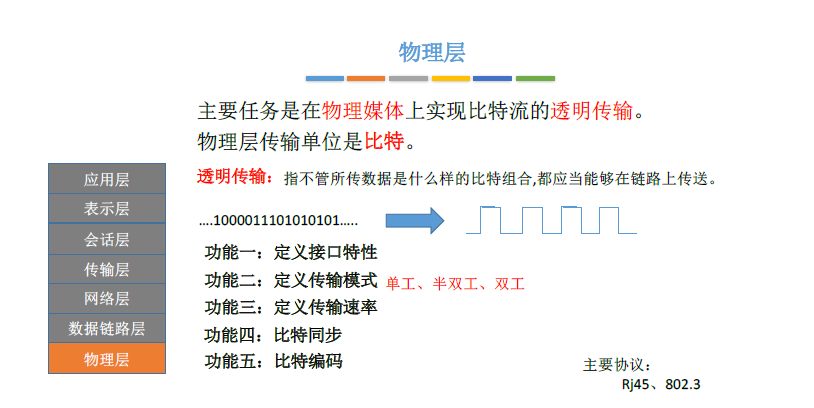 物理层
主要任务是在物理媒体上实现比特流的透明传输。
物理层传输单位是比特。
透明传输：指不管所传数据是什么样的比特组合,都应当能够在链路上传送。
....1000011101010101.....
功能一：定义接口特性
功能二：定义传输模式 单工、半双工、双工
功能三：定义传输速率
功能四：比特同步
功能五：比特编码
应用层
表示层
会话层
传输层
网络层
数据链路层
物理层
主要协议：
Rj45、802.3